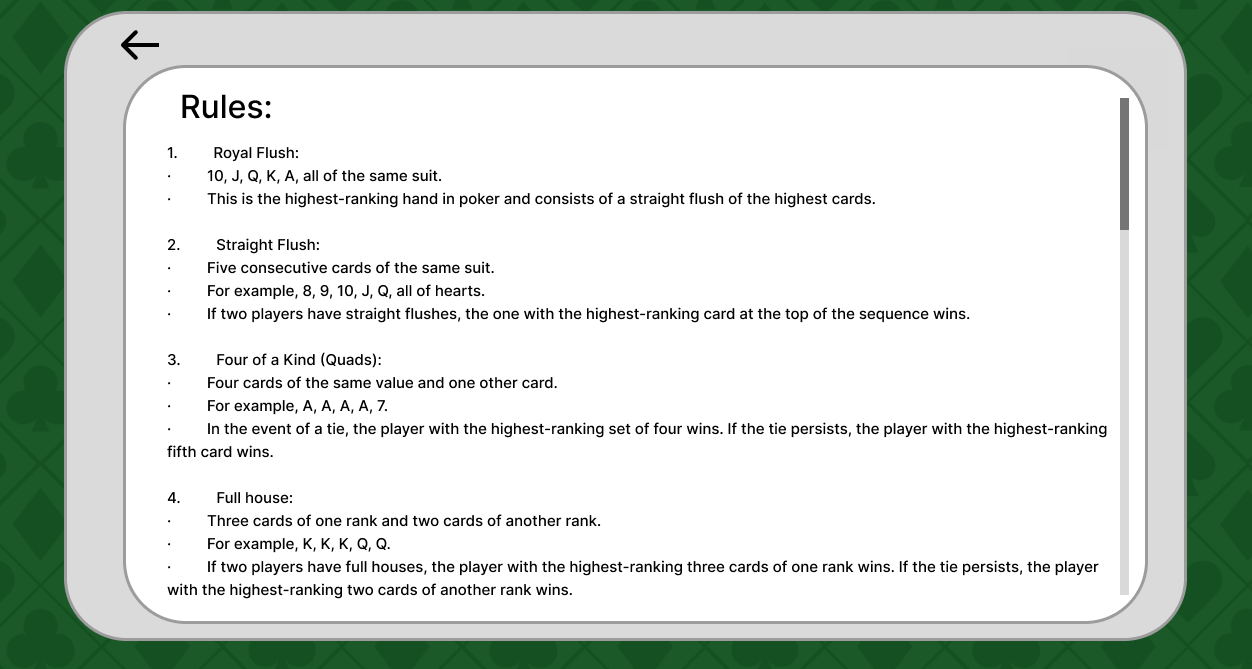 Rules:
1. Royal Flush:
· 10, J, Q, K, A, all of the same suit.
· This is the highest-ranking hand in poker and consists of a straight flush of the highest cards.
2. Straight Flush:
· Five consecutive cards of the same suit.
· For example, 8, 9, 10, J, Q, all of hearts.
· If two players have straight flushes, the one with the highest-ranking card at the top of the sequence wins.
3. Four of a Kind (Quads):
· Four cards of the same value and one other card.
· For example, A, A, A, A, 7.
· In the event of a tie, the player with the highest-ranking set of four wins. If the tie persists, the player with the highest-ranking
fifth card wins.
4. Full house:
· Three cards of one rank and two cards of another rank.
· For example, K, K, K, Q, Q.
· If two players have full houses, the player with the highest-ranking three cards of one rank wins. If the tie persists, the player
with the highest-ranking two cards of another rank wins.